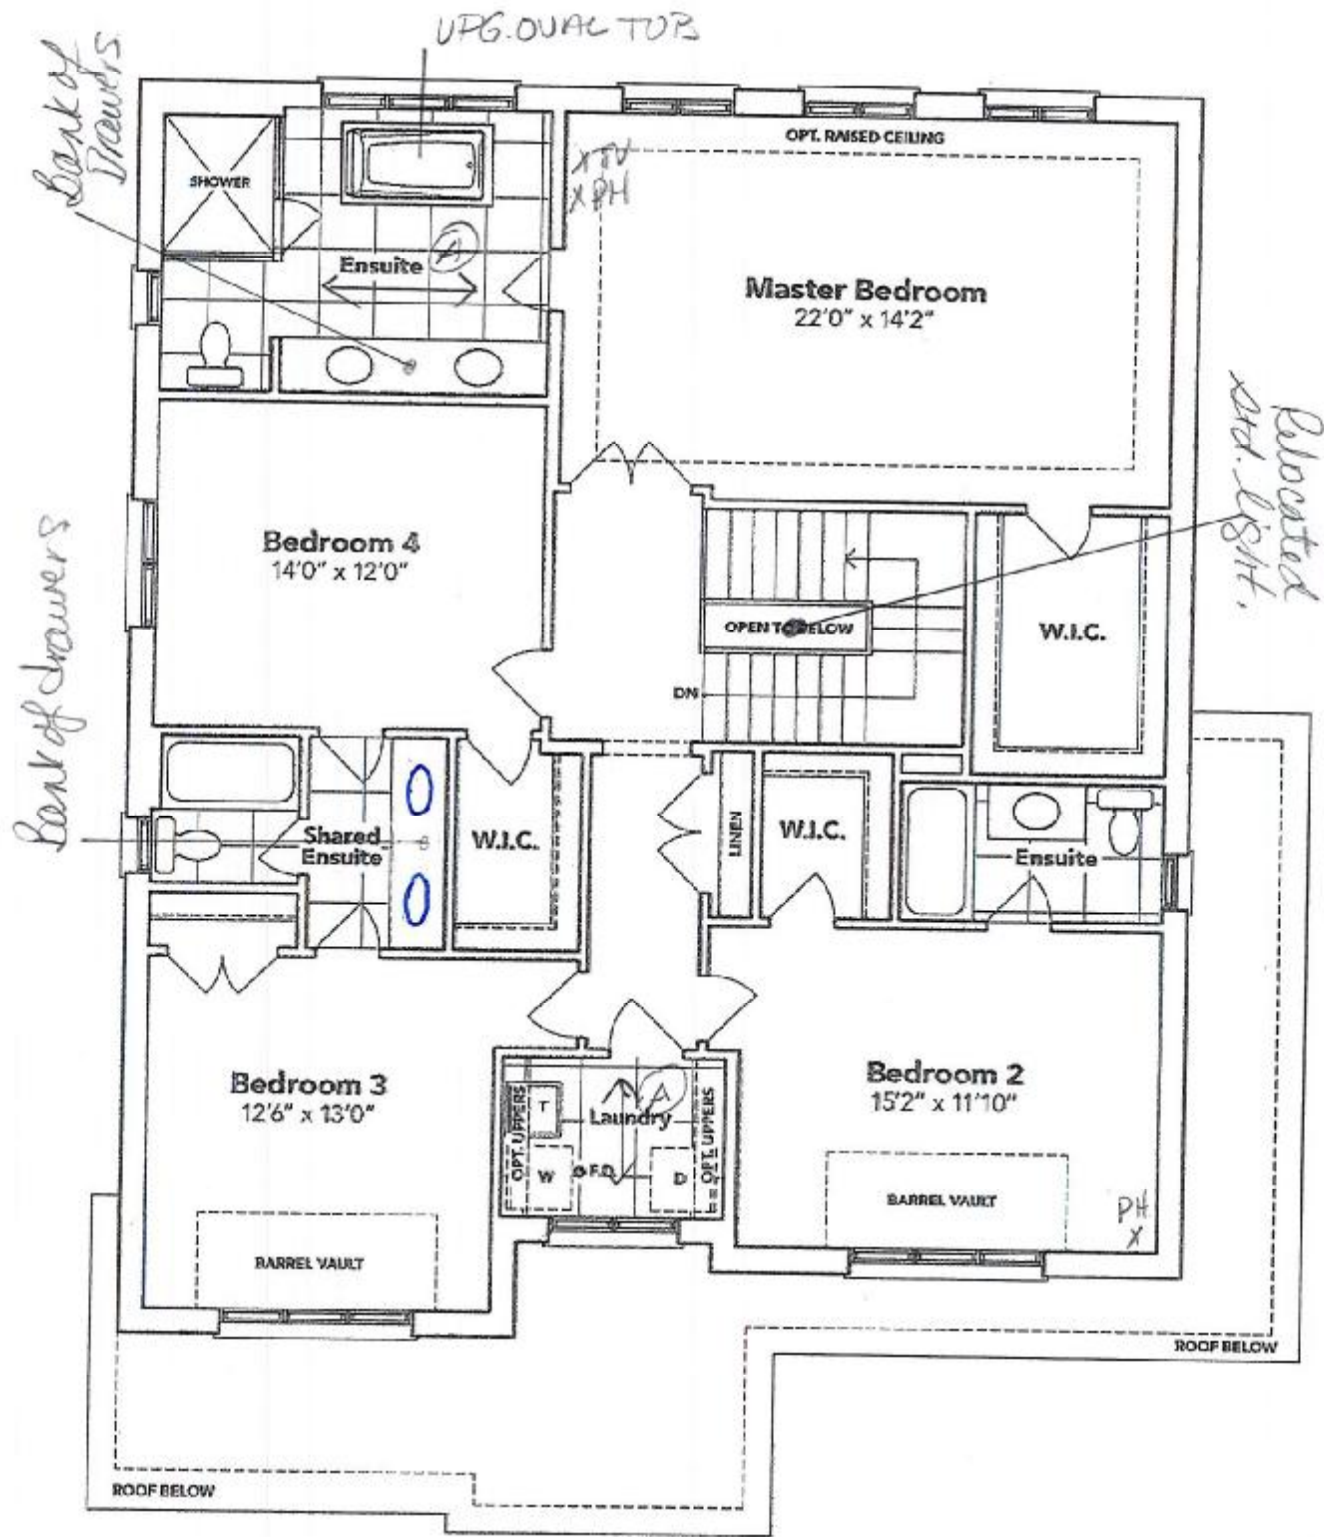 UPG. OVAL TUB
Bank of
Drawers
OPT. RAISED CEILING
SHOWER
XTV
XPH
A
Ensuite
Master Bedroom
22'0" x 14'2"
Relocated
std. light.
Bedroom 4
14'0" x 12'0"
OPEN TO BELOW
W.I.C.
DN
Bank of drawers
Shared
Ensuite
W.I.C.
LINEN
W.I.C.
Ensuite
Bedroom 3
12'6" x 13'0"
OPT. UPPERS
T
A
Laundry
W
F.D.
D
OPT. UPPERS
Bedroom 2
15'2" x 11'10"
BARREL VAULT
PH
X
BARREL VAULT
ROOF BELOW
ROOF BELOW